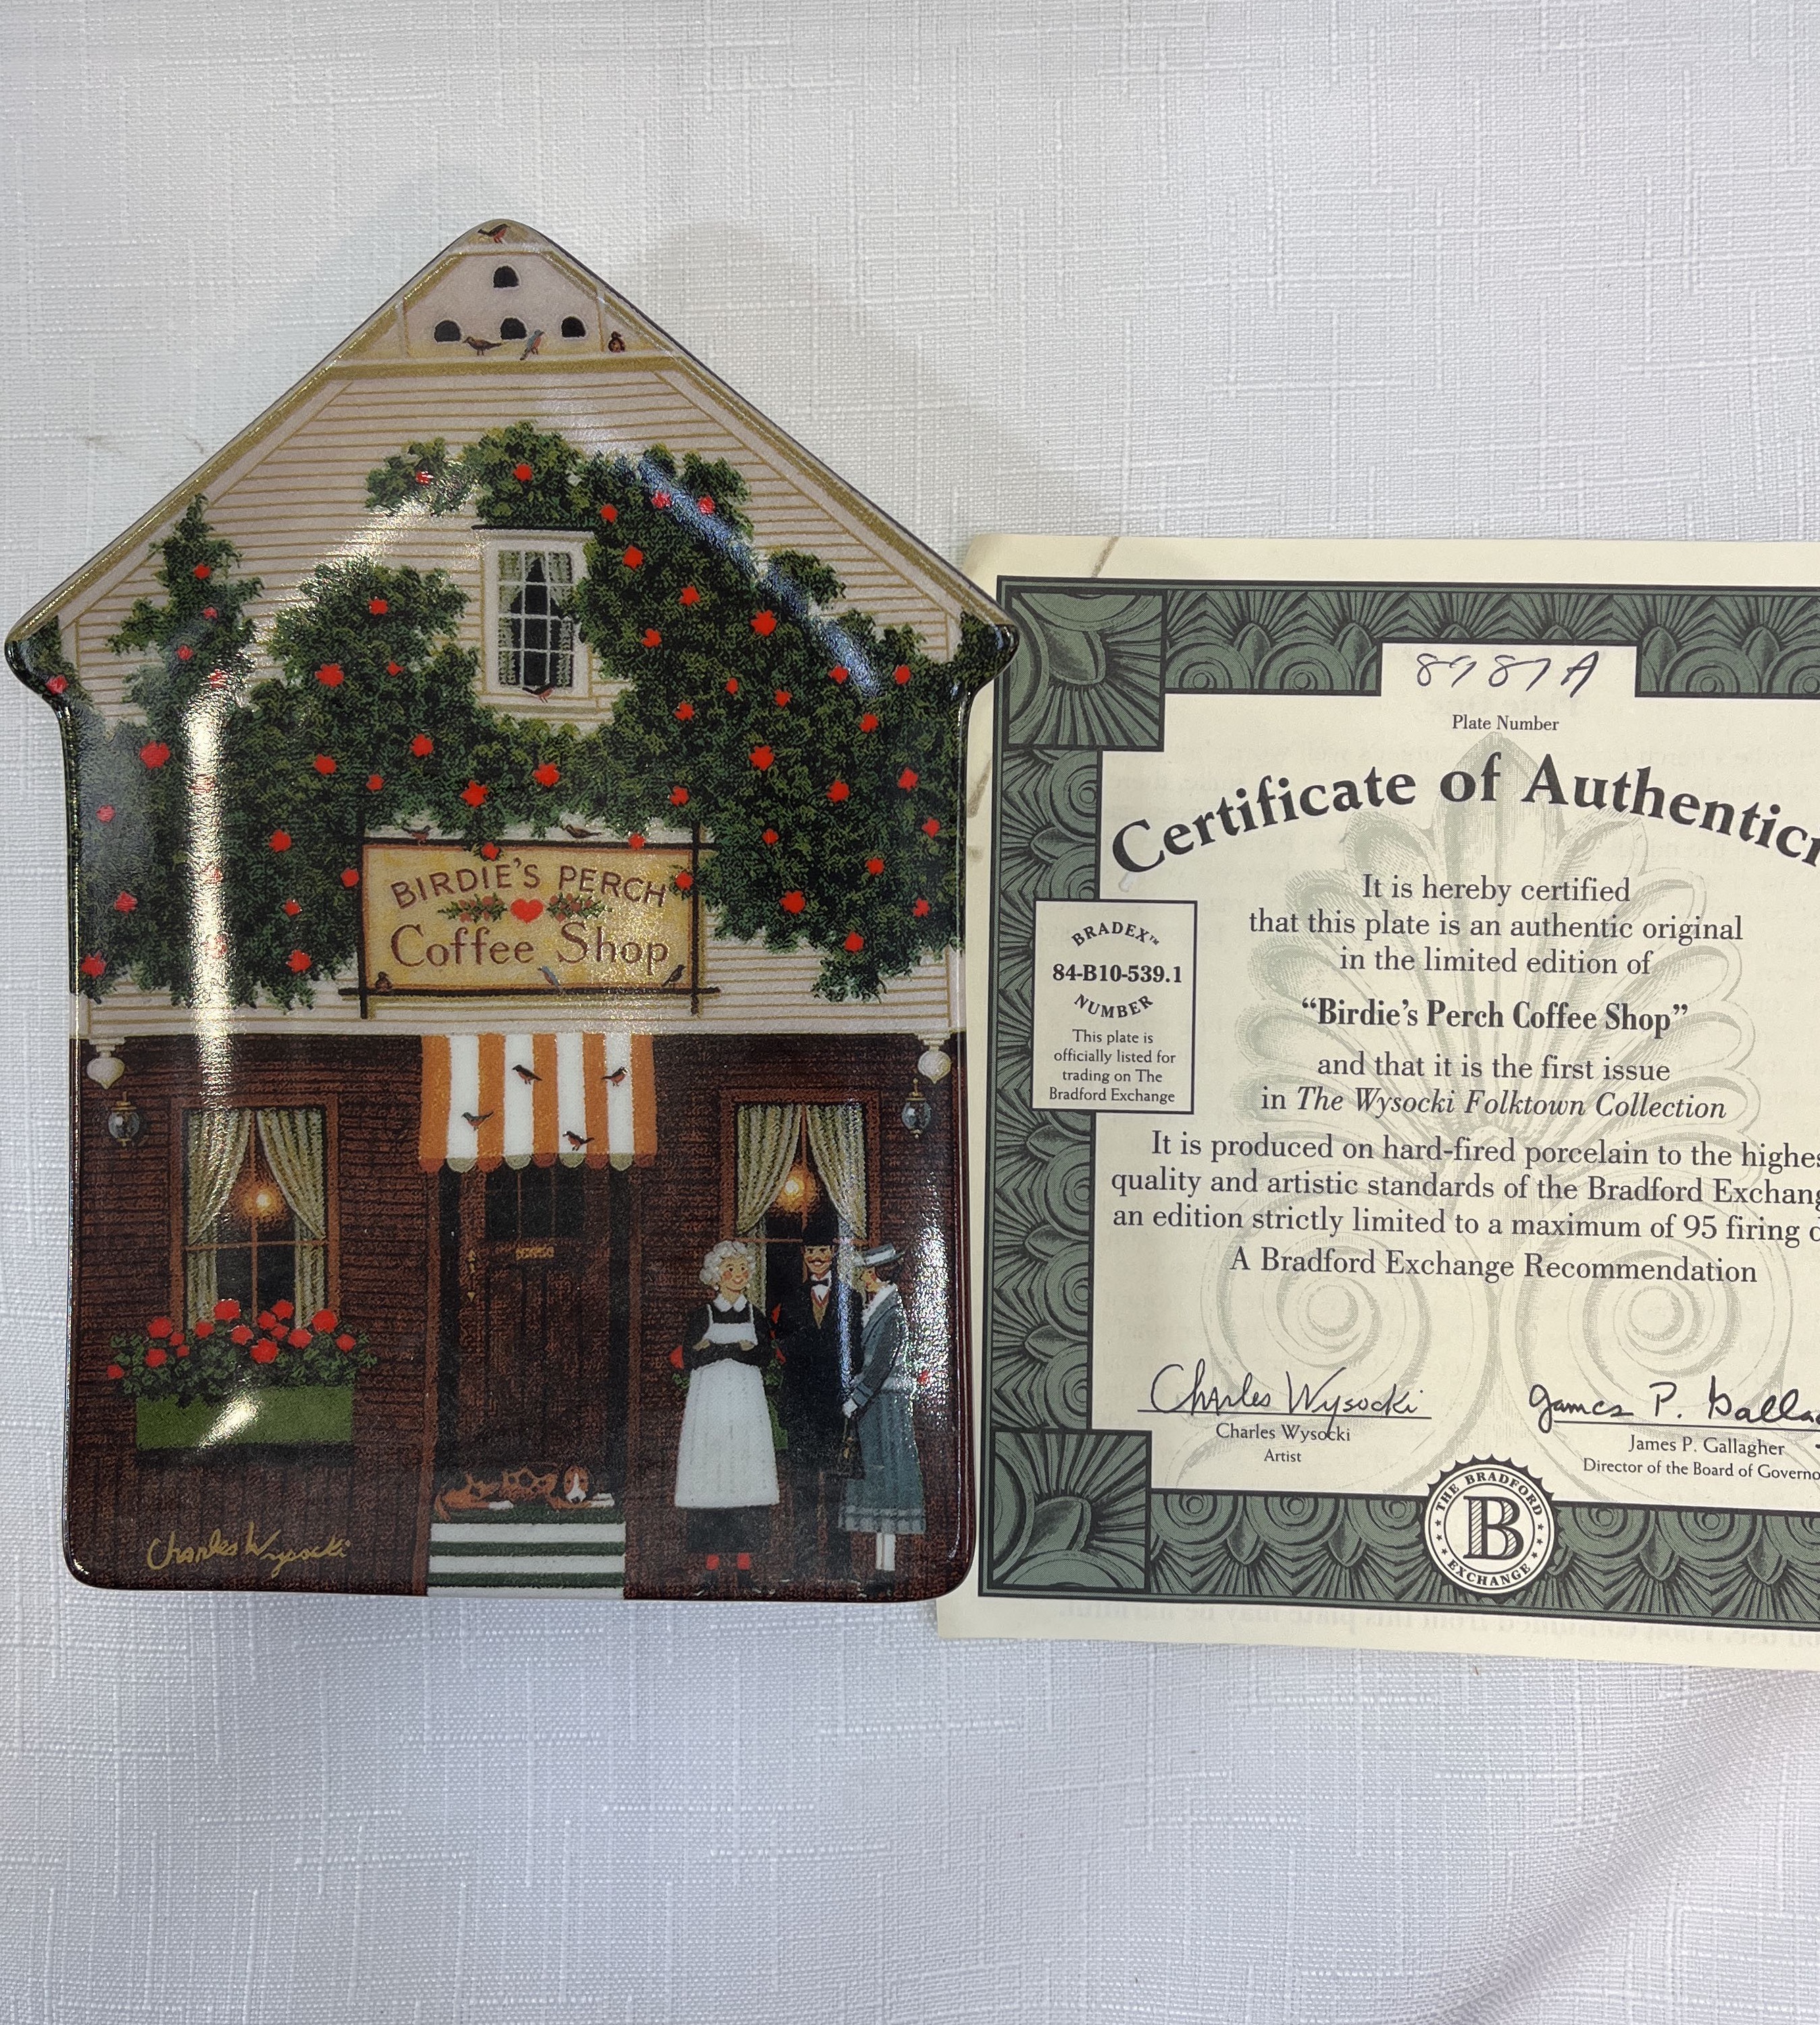 BIRDIE'S PERCH
Coffee Shop
Charles Wysocki
8787A
Plate Number
Certificate of Authentic
It is hereby certified
that this plate is an authentic original
in the limited edition of
“Birdie’s Perch Coffee Shop”
and that it is the first issue
in The Wysocki Folktown Collection
It is produced on hard-fired porcelain to the highes
quality and artistic standards of the Bradford Exchang
an edition strictly limited to a maximum of 95 firing d
A Bradford Exchange Recommendation
BRADEX™
84-B10-539.1
NUMBER
This plate is
officially listed for
trading on The
Bradford Exchange
Charles Wysocki
Charles Wysocki
Artist
James P. Galla
James P. Gallagher
Director of the Board of Governo
THE BRADFORD
B
EXCHANGE